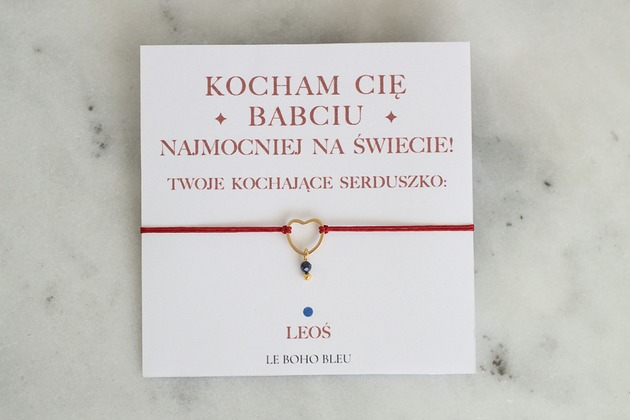 KOCHAM CIĘ
✦ BABCIU ✦
NAJMOCNIEJ NA ŚWIECIE!
TWOJE KOCHAJĄCE SERDUSZKO:
LEOŚ
LE BOHO BLEU